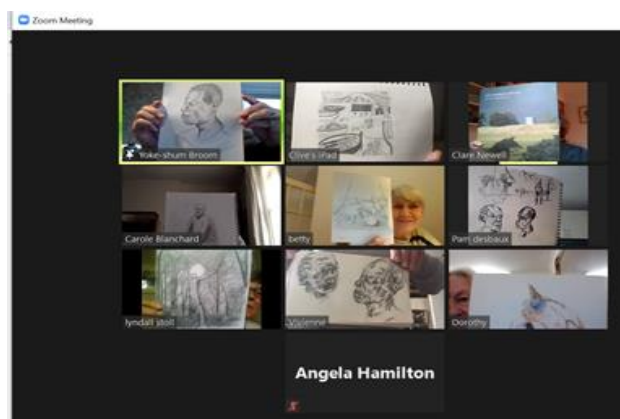 Zoom Meeting
Yoke-shum Broom
Clive's iPad
Clare Newell
Carole Blanchard
betty
Pam desbaux
lyndall stoll
Vivienne
Dorothy
Angela Hamilton